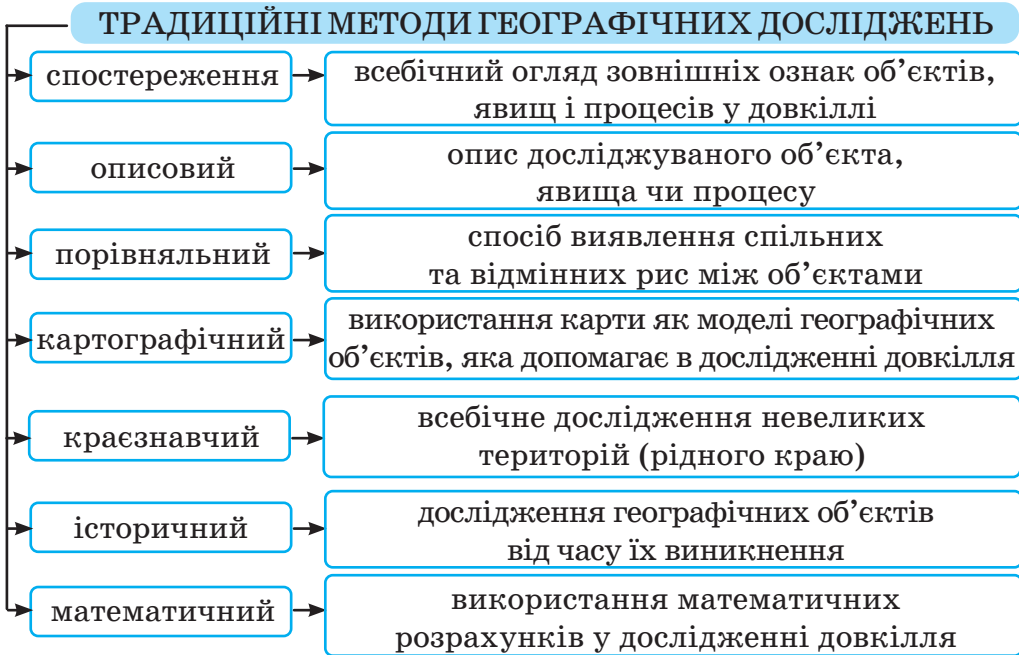 ТРАДИЦІЙНІ МЕТОДИ ГЕОГРАФІЧНИХ ДОСЛІДЖЕНЬ
спостереження
всебічний огляд зовнішніх ознак об’єктів,
явищ і процесів у довкіллі
описовий
опис досліджуваного об’єкта,
явища чи процесу
порівняльний
спосіб виявлення спільних
та відмінних рис між об’єктами
картографічний
використання карти як моделі географічних
об’єктів, яка допомагає в дослідженні довкілля
краєзнавчий
всебічне дослідження невеликих
територій (рідного краю)
історичний
дослідження географічних об’єктів
від часу їх виникнення
математичний
використання математичних
розрахунків у дослідженні довкілля